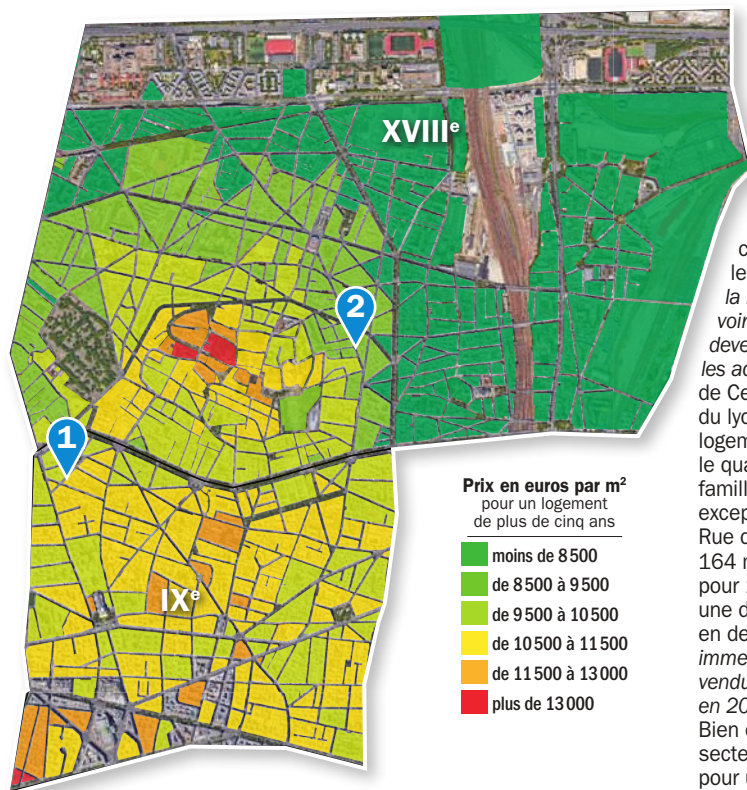 XVIIIᵉ
2
1
IXᵉ
Prix en euros par m²
pour un logement
de plus de cinq ans
moins de 8 500
de 8 500 à 9 500
de 9 500 à 10 500
de 10 500 à 11 500
de 11 500 à 13 000
plus de 13 000
le
la
voir
deve
les ac
de Ce
du lyc
logem
le qua
famill
excep
Rue d
164 m
pour
une d
en de
imme
vendu
en 20
Bien
secte
pour u